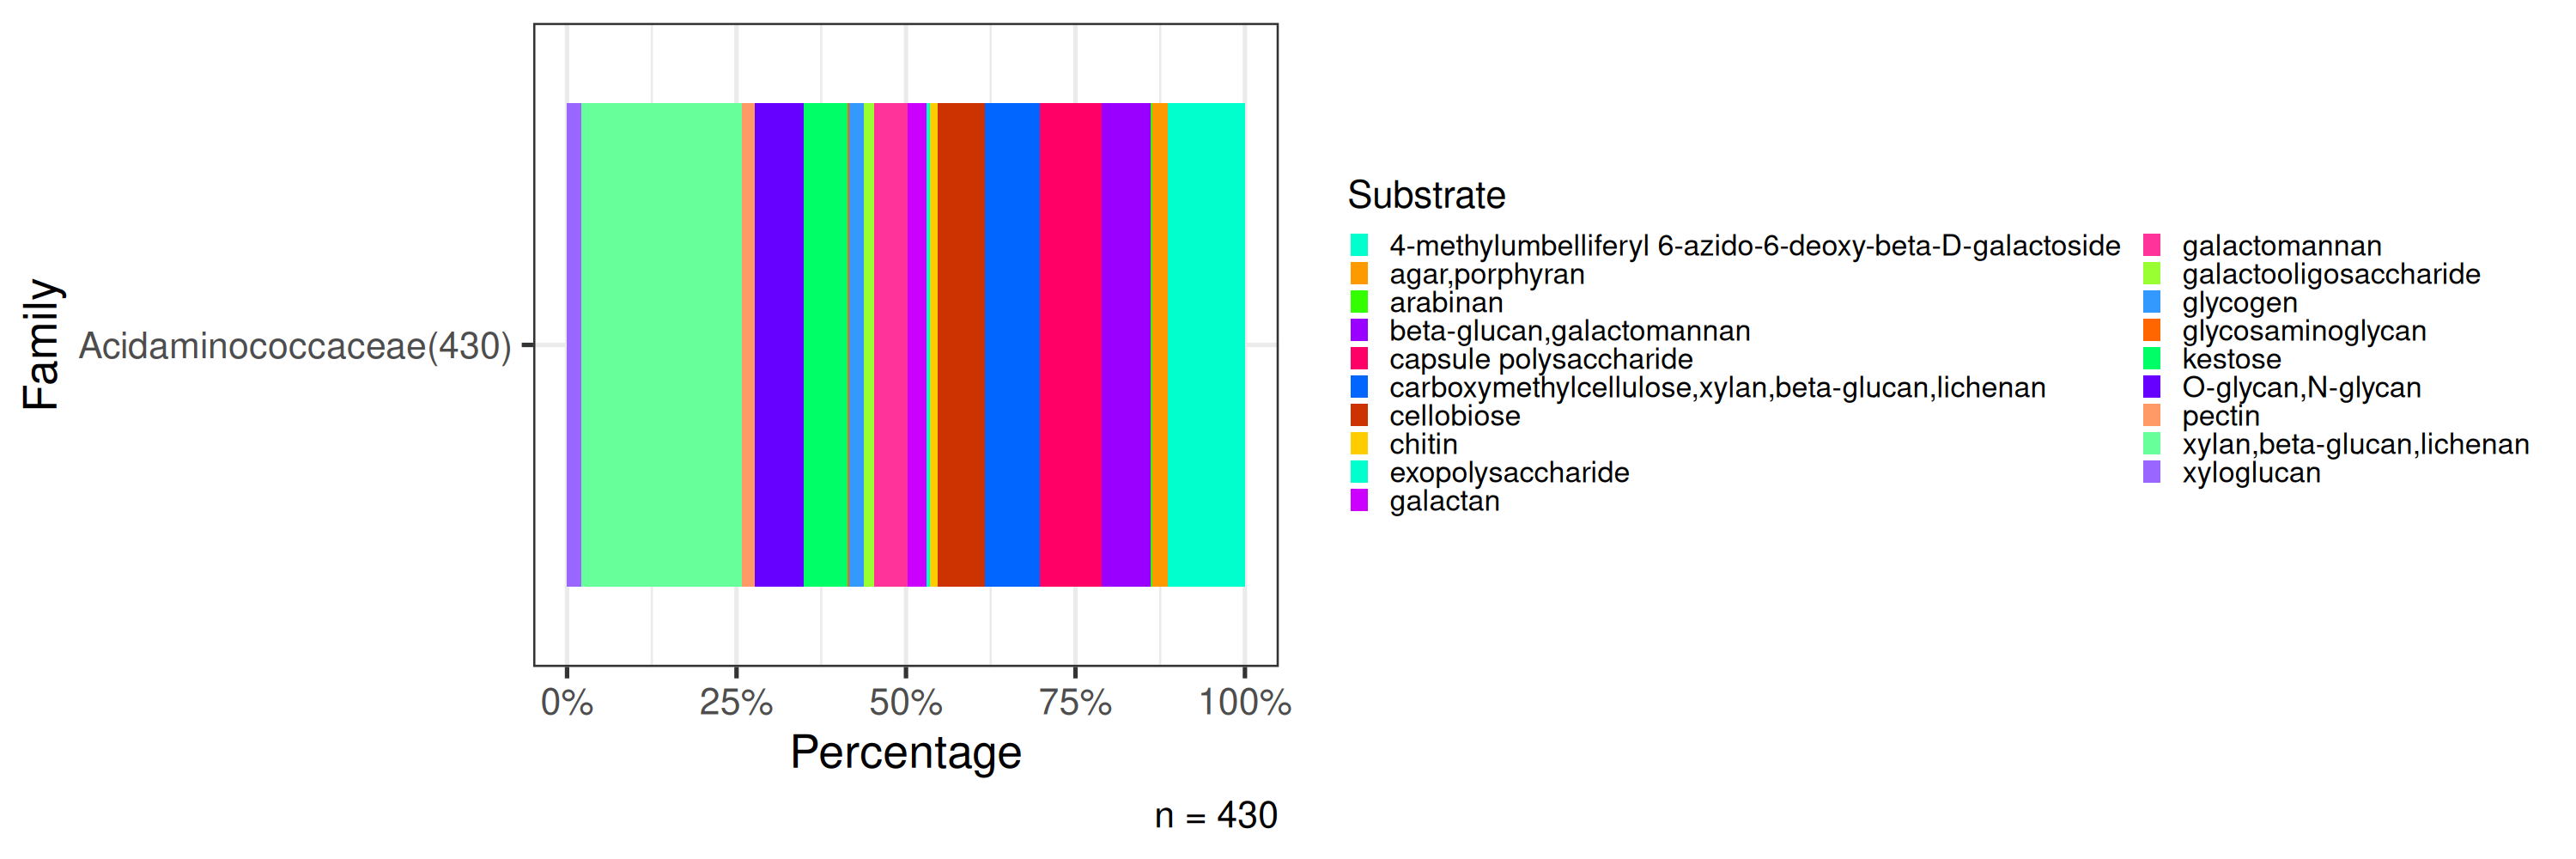 Family
Acidaminococcaceae(430)
0% 25% 50% 75% 100%
Percentage
n = 430
Substrate
4-methylumbelliferyl 6-azido-6-deoxy-beta-D-galactoside
agar,porphyran
arabinan
beta-glucan,galactomannan
capsule polysaccharide
carboxymethylcellulose,xylan,beta-glucan,lichenan
cellobiose
chitin
exopolysaccharide
galactan
galactomannan
galactooligosaccharide
glycogen
glycosaminoglycan
kestose
O-glycan,N-glycan
pectin
xylan,beta-glucan,lichenan
xyloglucan